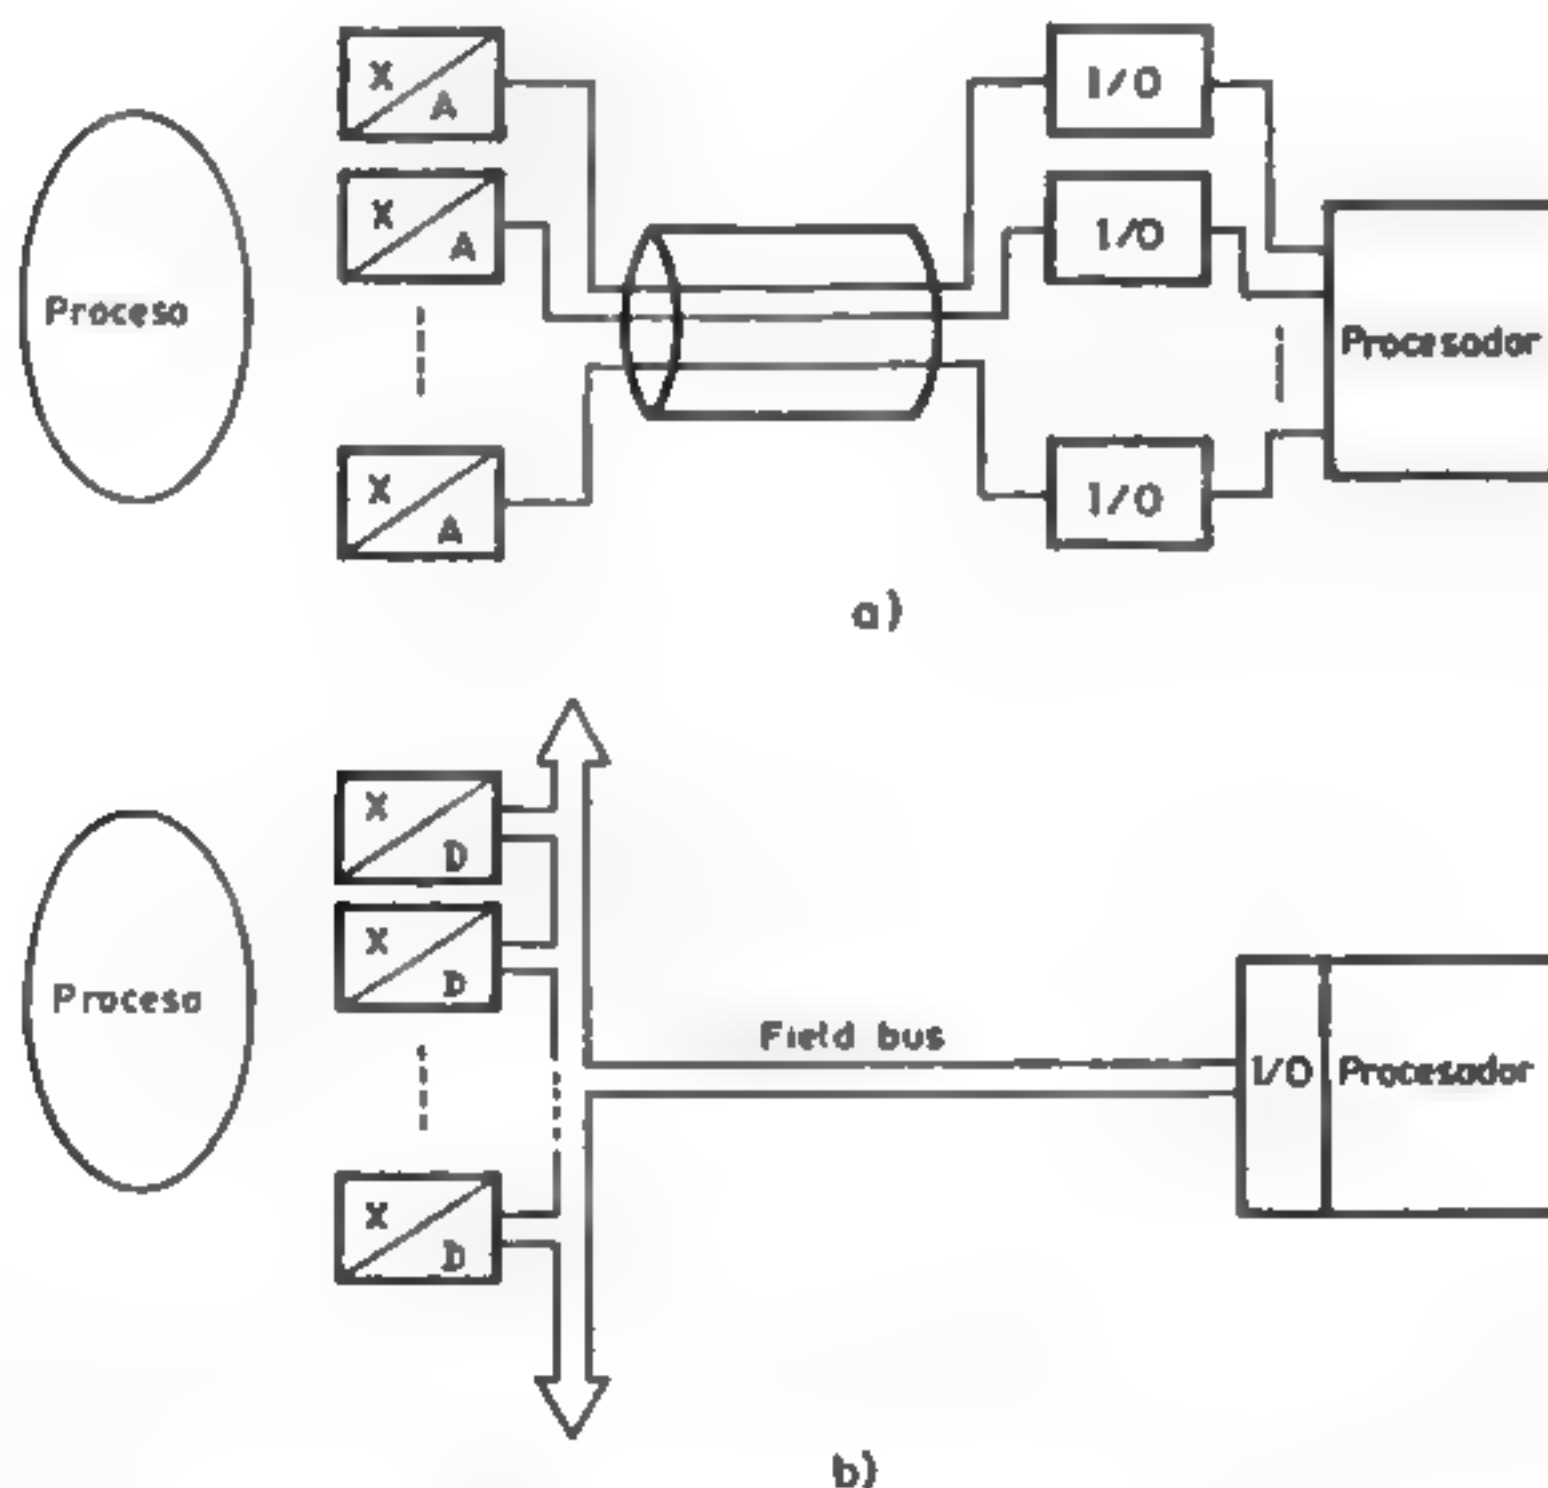 X
A
I/O
X
A
I/O
Proceso
Procesador
X
A
I/O
a)
X
D
X
D
Proceso
Field bus
I/O
Procesador
X
D
b)